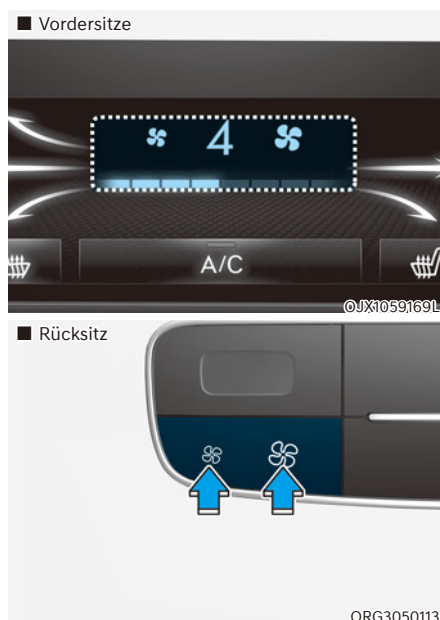 ■ Vordersitze
4
A/C
OJX1059169L
■ Rücksitz
ORG3050113